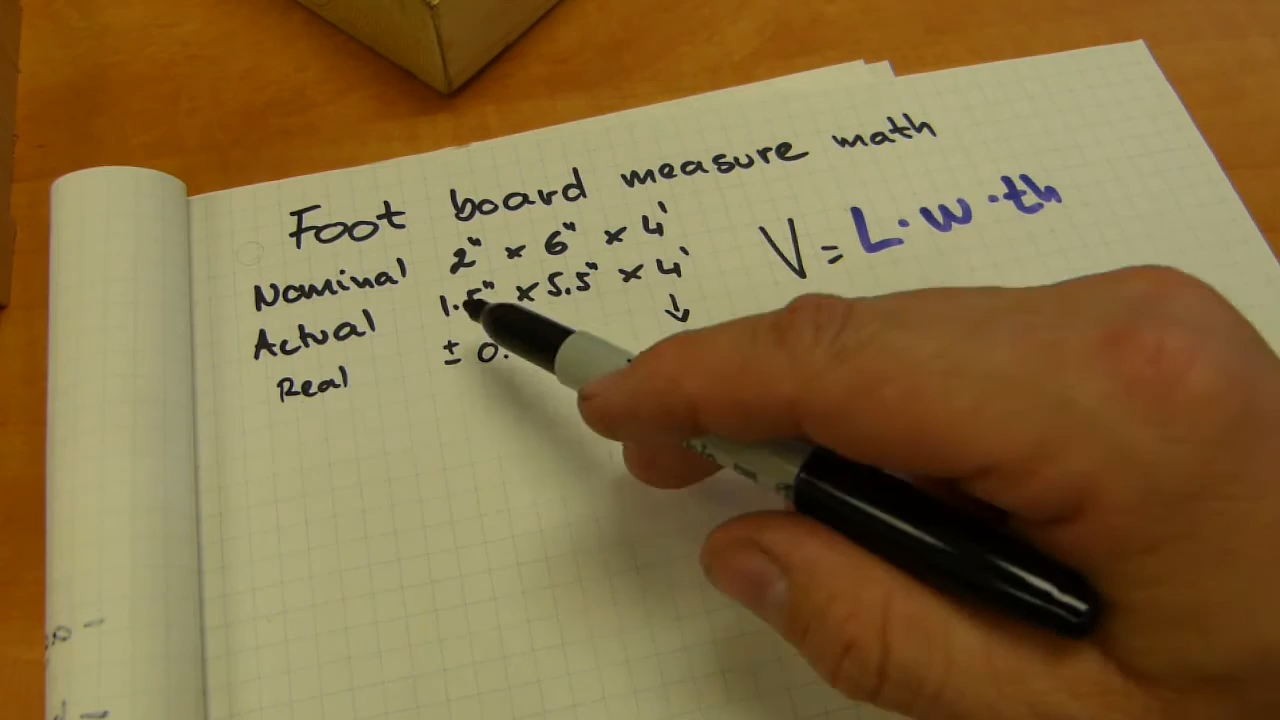 Foot board measure math
Nominal 2" x 6" x 4'
V = L · w · th
Actual 1.5" x 5.5" x 4'
↓
Real ± 0.